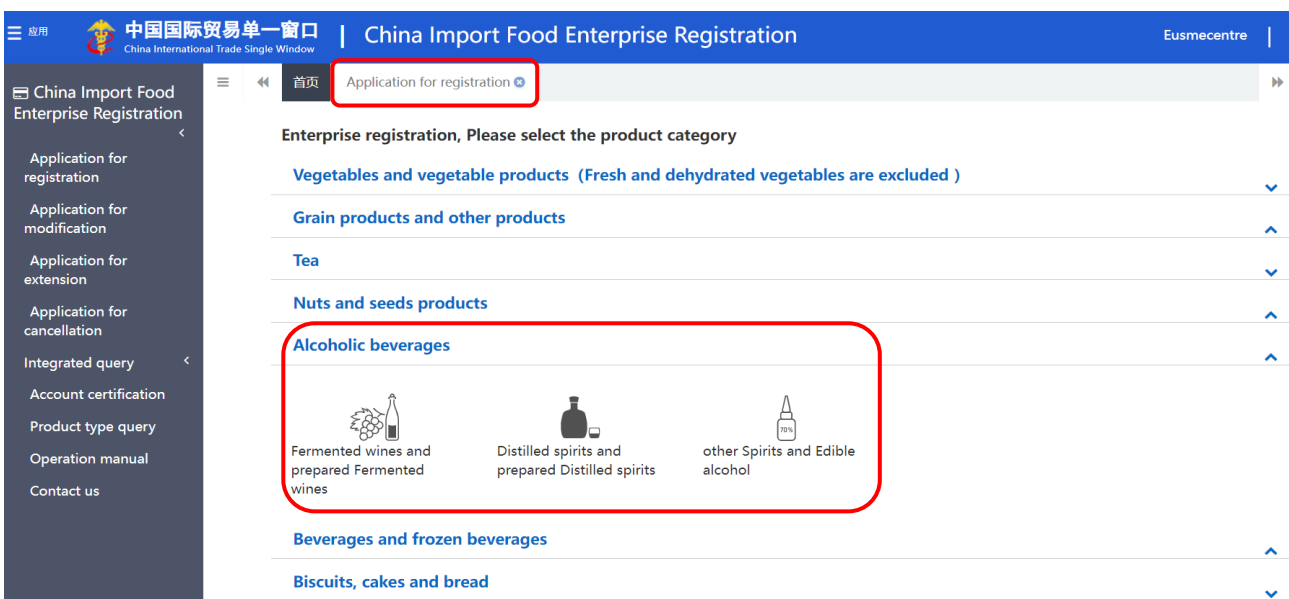 应用
中国国际贸易单一窗口 | China Import Food Enterprise Registration
China International Trade Single Window
Eusmecentre
China Import Food
Enterprise Registration
Application for
registration
Application for
modification
Application for
extension
Application for
cancellation
Integrated query
Account certification
Product type query
Operation manual
Contact us
首页
Application for registration
Enterprise registration, Please select the product category
Vegetables and vegetable products（Fresh and dehydrated vegetables are excluded ）
Grain products and other products
Tea
Nuts and seeds products
Alcoholic beverages
Fermented wines and
prepared Fermented
wines
Distilled spirits and
prepared Distilled spirits
70%
other Spirits and Edible
alcohol
Beverages and frozen beverages
Biscuits, cakes and bread